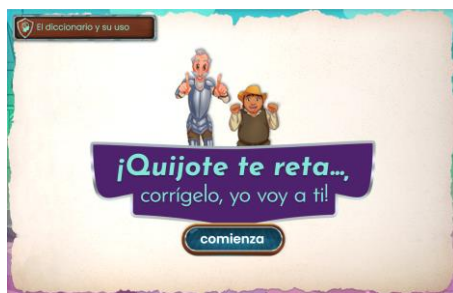 El diccionario y su uso
¡Quijote te reta...,
corrígelo, yo voy a ti!
comienza